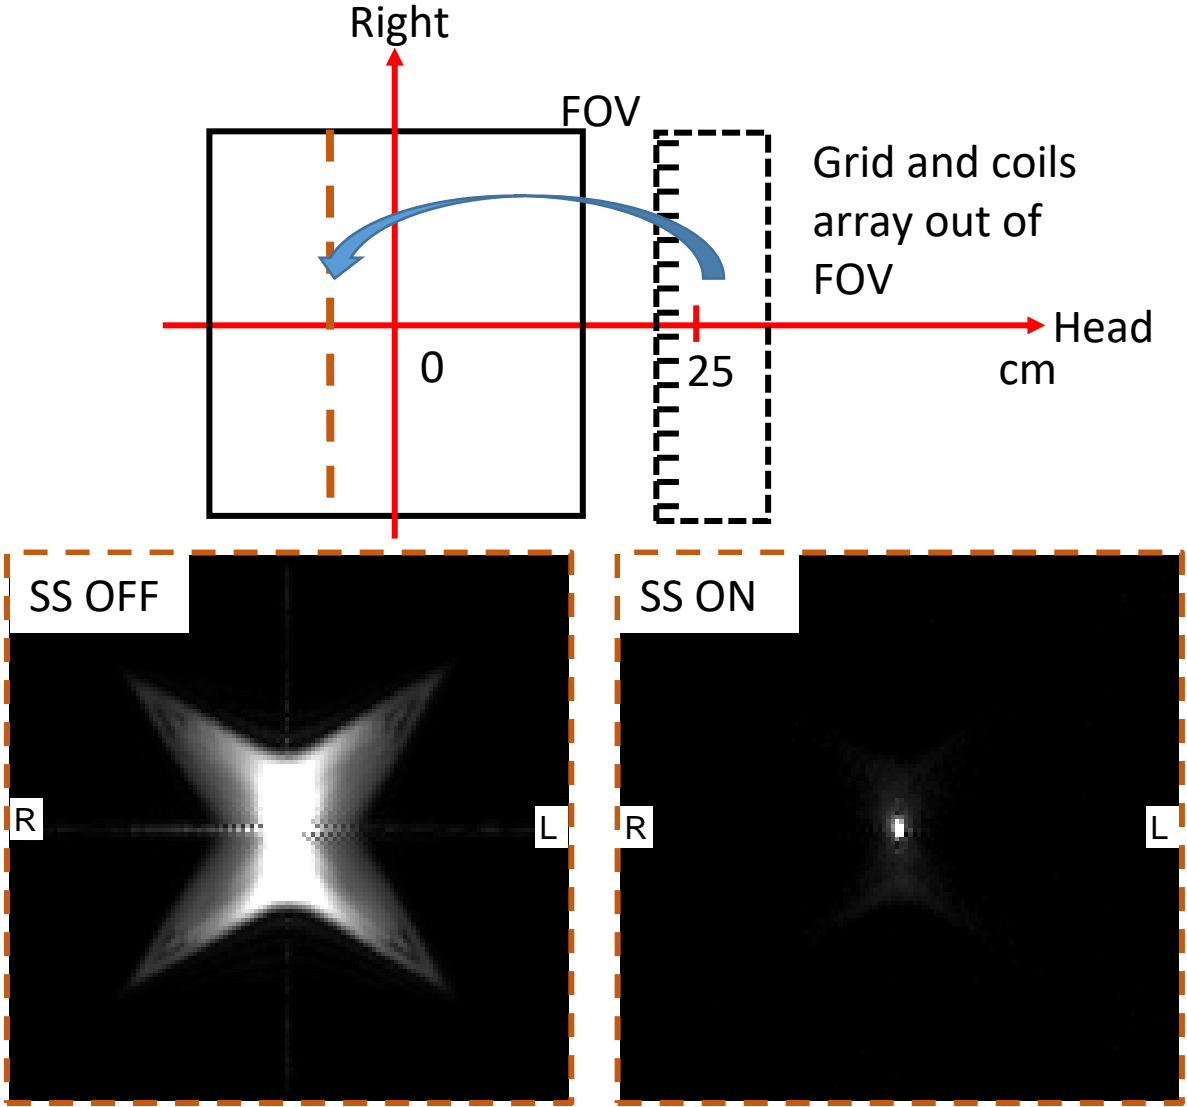 Right
FOV
Grid and coils
array out of
FOV
Head
0
25
cm
SS OFF
SS ON
R
L
R
L